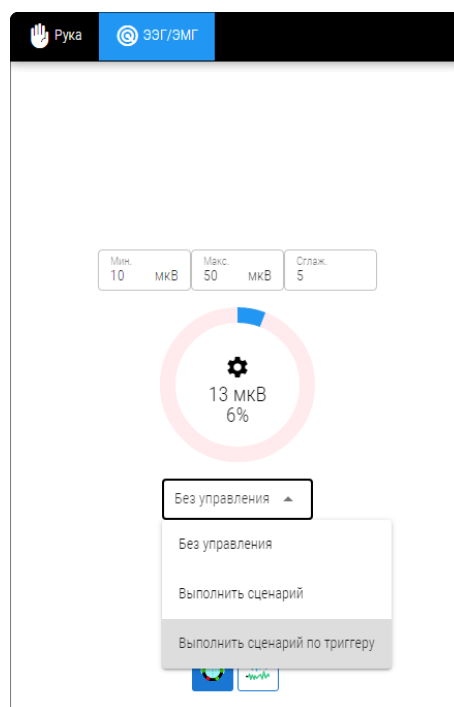 Рука
ЭЭГ/ЭМГ
Мин. Макс. Сглаж.
10 мкВ 50 мкВ 5
13 мкВ
6%
Без управления
Без управления
Выполнить сценарий
Выполнить сценарий по триггеру